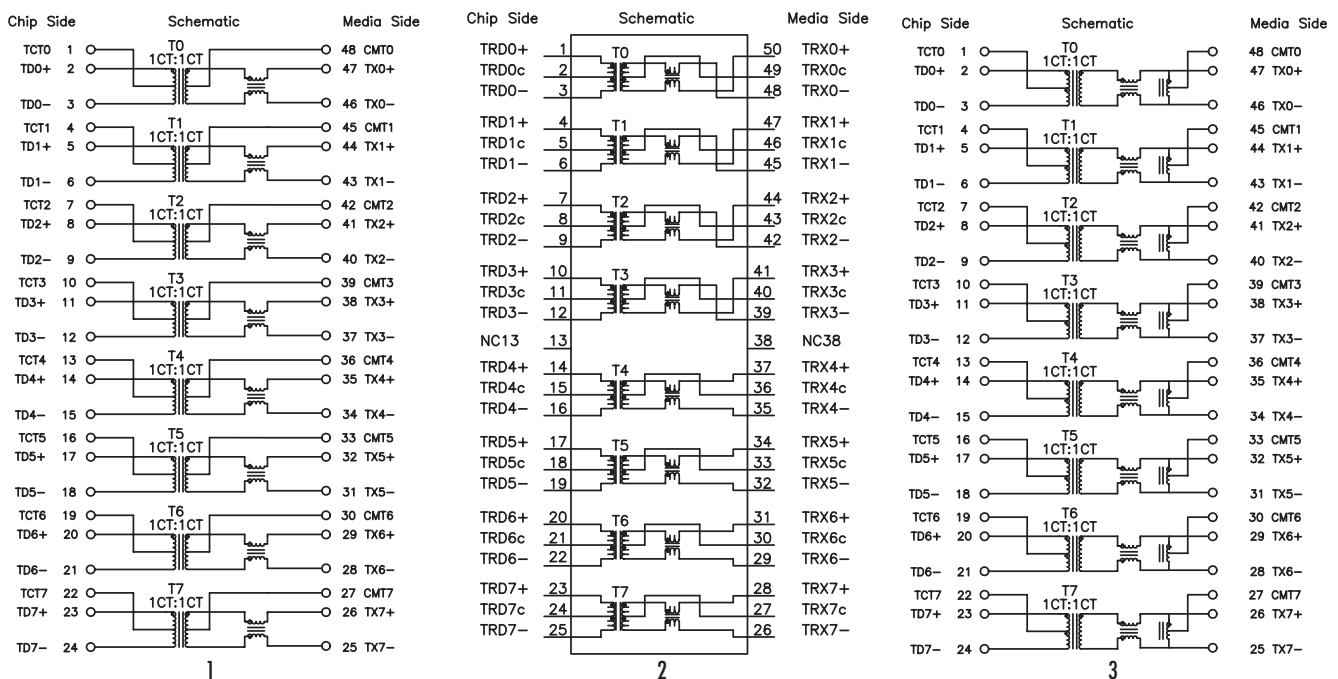 Chip Side Schematic Media Side
TCT0 1 T0 48 CMT0
1CT:1CT
TD0+ 2 47 TX0+
TD0- 3 46 TX0-
TCT1 4 T1 45 CMT1
1CT:1CT
TD1+ 5 44 TX1+
TD1- 6 43 TX1-
TCT2 7 T2 42 CMT2
1CT:1CT
TD2+ 8 41 TX2+
TD2- 9 40 TX2-
TCT3 10 T3 39 CMT3
1CT:1CT
TD3+ 11 38 TX3+
TD3- 12 37 TX3-
TCT4 13 T4 36 CMT4
1CT:1CT
TD4+ 14 35 TX4+
TD4- 15 34 TX4-
TCT5 16 T5 33 CMT5
1CT:1CT
TD5+ 17 32 TX5+
TD5- 18 31 TX5-
TCT6 19 T6 30 CMT6
1CT:1CT
TD6+ 20 29 TX6+
TD6- 21 28 TX6-
TCT7 22 T7 27 CMT7
1CT:1CT
TD7+ 23 26 TX7+
TD7- 24 25 TX7-
1
Chip Side Schematic Media Side
TRD0+ 1 T0 50 TRX0+
TRD0c 2 49 TRX0c
TRD0- 3 48 TRX0-
TRD1+ 4 T1 47 TRX1+
TRD1c 5 46 TRX1c
TRD1- 6 45 TRX1-
TRD2+ 7 T2 44 TRX2+
TRD2c 8 43 TRX2c
TRD2- 9 42 TRX2-
TRD3+ 10 T3 41 TRX3+
TRD3c 11 40 TRX3c
TRD3- 12 39 TRX3-
NC13 13 38 NC38
TRD4+ 14 T4 37 TRX4+
TRD4c 15 36 TRX4c
TRD4- 16 35 TRX4-
TRD5+ 17 T5 34 TRX5+
TRD5c 18 33 TRX5c
TRD5- 19 32 TRX5-
TRD6+ 20 T6 31 TRX6+
TRD6c 21 30 TRX6c
TRD6- 22 29 TRX6-
TRD7+ 23 T7 28 TRX7+
TRD7c 24 27 TRX7c
TRD7- 25 26 TRX7-
2
Chip Side Schematic Media Side
TCT0 1 T0 48 CMT0
1CT:1CT
TD0+ 2 47 TX0+
TD0- 3 46 TX0-
TCT1 4 T1 45 CMT1
1CT:1CT
TD1+ 5 44 TX1+
TD1- 6 43 TX1-
TCT2 7 T2 42 CMT2
1CT:1CT
TD2+ 8 41 TX2+
TD2- 9 40 TX2-
TCT3 10 T3 39 CMT3
1CT:1CT
TD3+ 11 38 TX3+
TD3- 12 37 TX3-
TCT4 13 T4 36 CMT4
1CT:1CT
TD4+ 14 35 TX4+
TD4- 15 34 TX4-
TCT5 16 T5 33 CMT5
1CT:1CT
TD5+ 17 32 TX5+
TD5- 18 31 TX5-
TCT6 19 T6 30 CMT6
1CT:1CT
TD6+ 20 29 TX6+
TD6- 21 28 TX6-
TCT7 22 T7 27 CMT7
1CT:1CT
TD7+ 23 26 TX7+
TD7- 24 25 TX7-
3